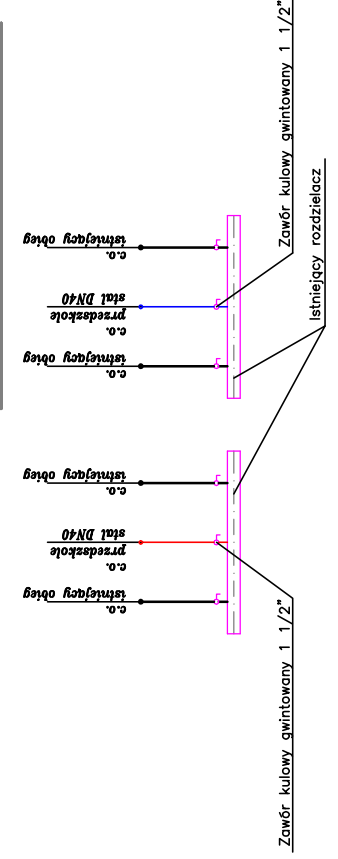 Zawór kulowy gwintowany 1 1/2"
Istniejący rozdzielacz
istniejący obieg
c.o.
stal DN40
przedszkole
c.o.
istniejący obieg
c.o.
istniejący obieg
c.o.
stal DN40
przedszkole
c.o.
istniejący obieg
c.o.
Zawór kulowy gwintowany 1 1/2"